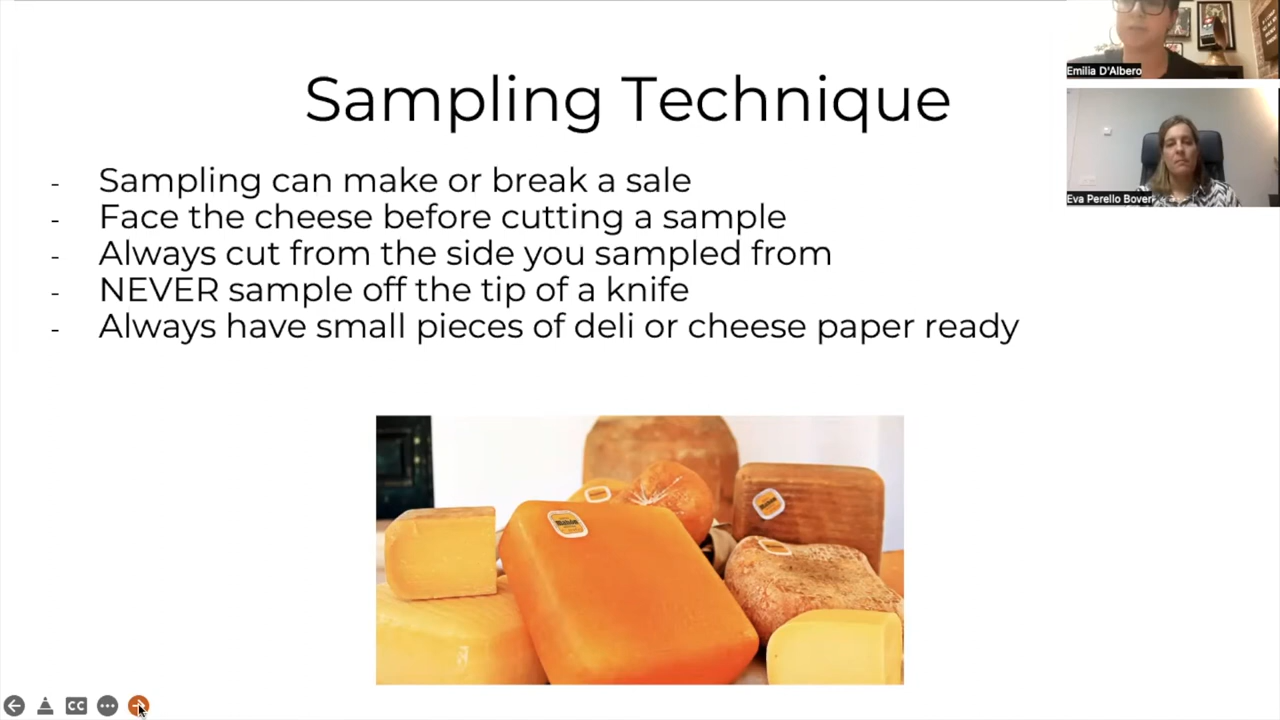 Sampling Technique
- Sampling can make or break a sale
- Face the cheese before cutting a sample
- Always cut from the side you sampled from
- NEVER sample off the tip of a knife
- Always have small pieces of deli or cheese paper ready
Emilia D'Albero
Eva Perello Bover
Mahón
CC